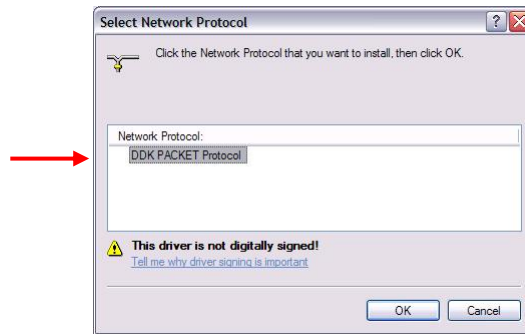 Select Network Protocol
Click the Network Protocol that you want to install, then click OK.
Network Protocol:
DDK PACKET Protocol
This driver is not digitally signed!
Tell me why driver signing is important
OK
Cancel